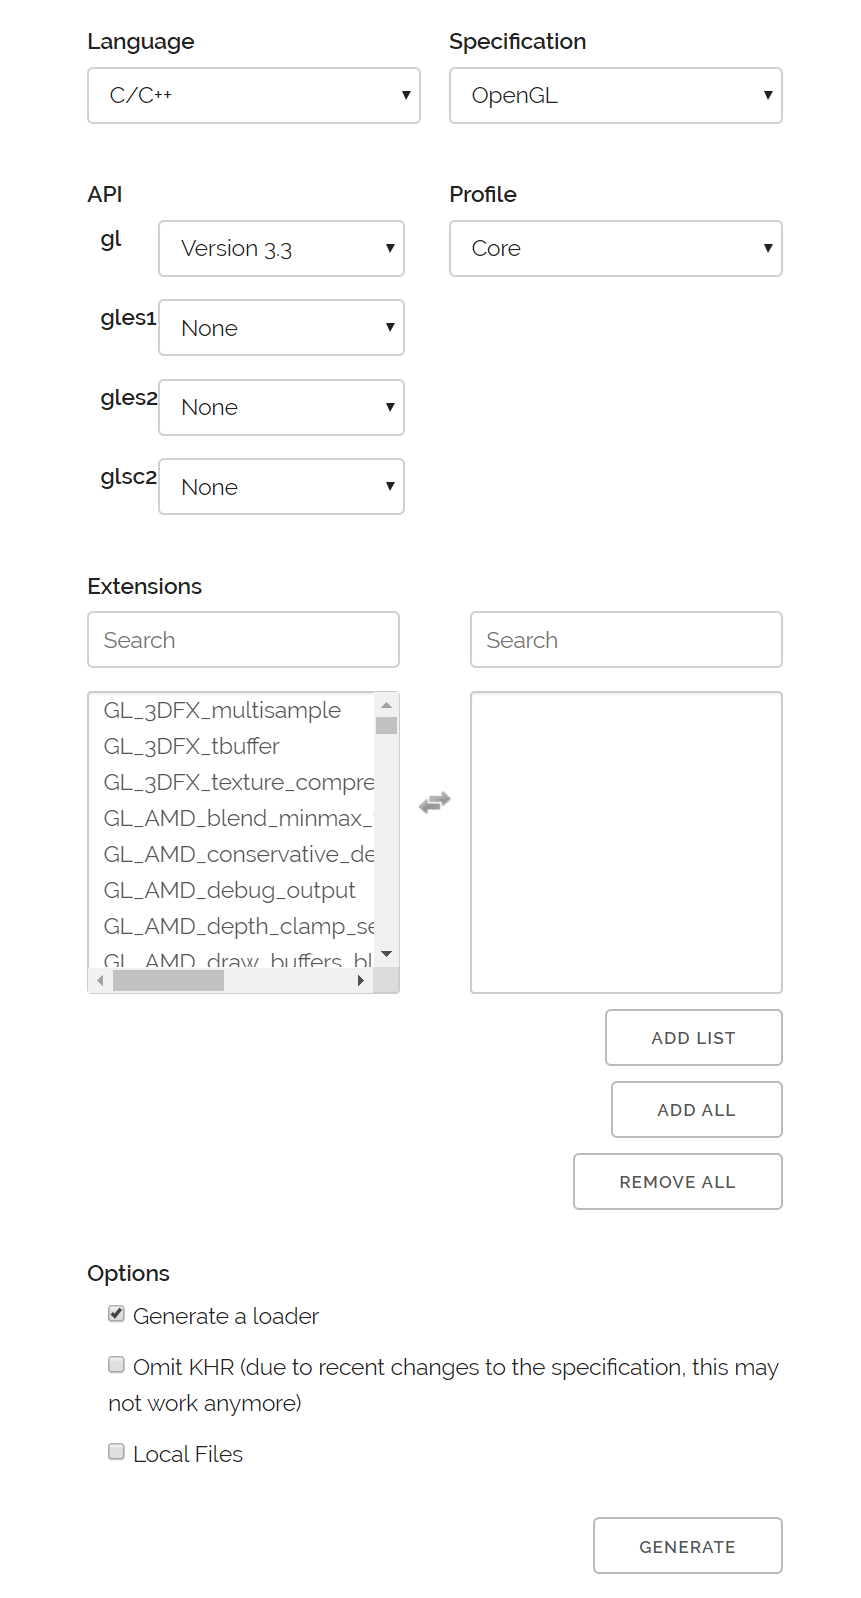 Language
Specification
C/C++
OpenGL
API
Profile
gl
Version 3.3
Core
gles1
None
gles2
None
glsc2
None
Extensions
Search
Search
GL_3DFX_multisample
GL_3DFX_tbuffer
GL_3DFX_texture_compre
GL_AMD_blend_minmax_
GL_AMD_conservative_de
GL_AMD_debug_output
GL_AMD_depth_clamp_se
GL_AMD_draw_buffers_bl
ADD LIST
ADD ALL
REMOVE ALL
Options
Generate a loader
Omit KHR (due to recent changes to the specification, this may
not work anymore)
Local Files
GENERATE